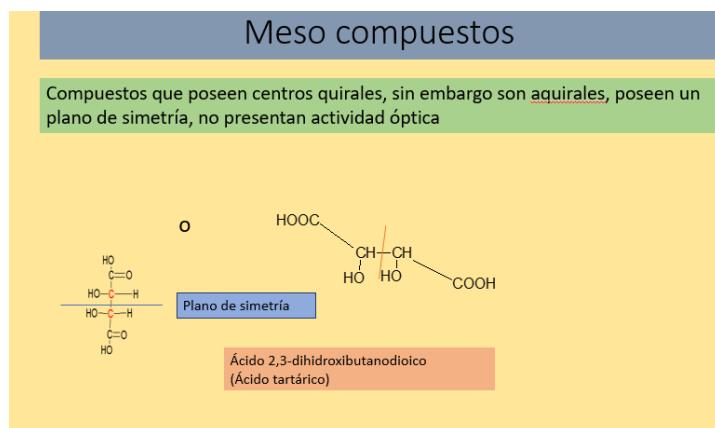 Meso compuestos
Compuestos que poseen centros quirales, sin embargo son aquirales, poseen un
plano de simetría, no presentan actividad óptica
o
HOOC
CH—CH
HO HO
COOH
HO
C=O
HO—C—H
HO—C—H
C=O
HO
Plano de simetría
Ácido 2,3-dihidroxibutanodioico
(Ácido tartárico)